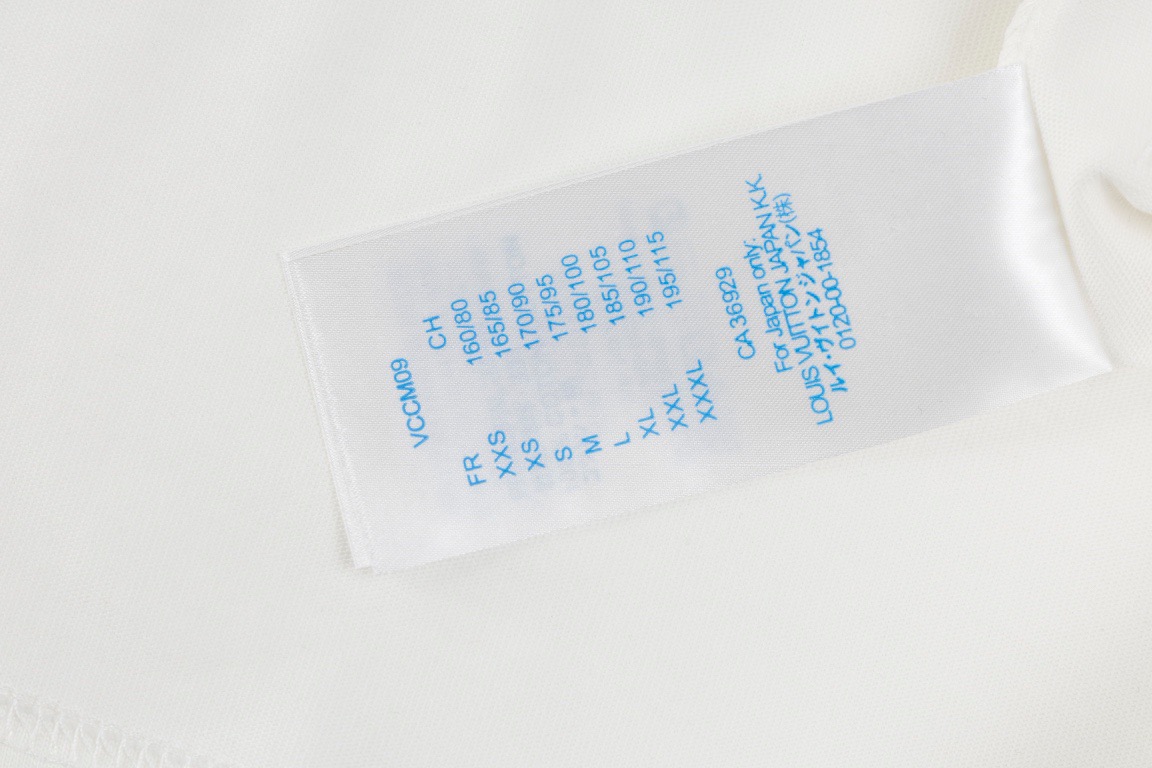 VCCM09
FR CH
XXS 160/80
XS 165/85
S 170/90
M 175/95
L 180/100
XL 185/105
XXL 190/110
XXXL 195/115
CA 36929
For Japan only:
LOUIS VUITTON JAPAN K.K.
ルイ・ヴィトンジャパン(株)
0120-00-1854